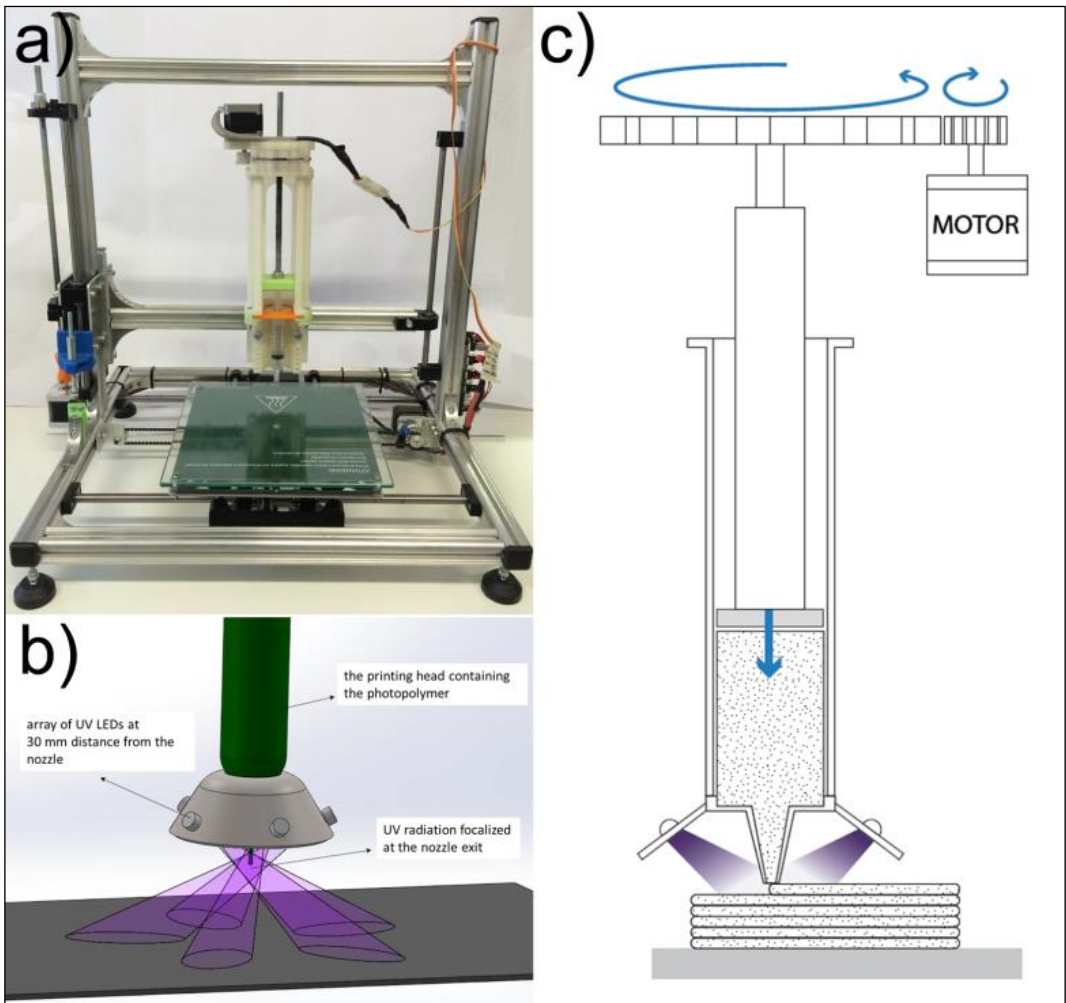 a)
b)
the printing head containing
the photopolymer
array of UV LEDs at
30 mm distance from the
nozzle
UV radiation focalized
at the nozzle exit
c)
MOTOR